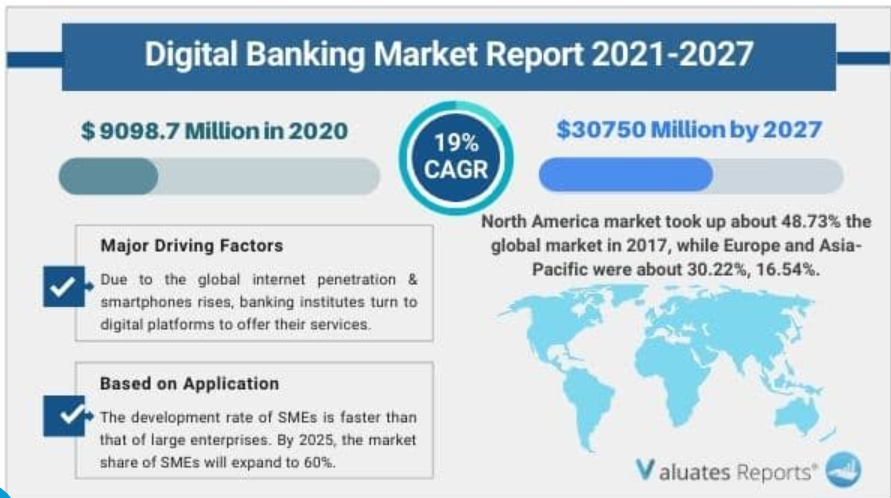 Digital Banking Market Report 2021-2027
$ 9098.7 Million in 2020
19%
CAGR
$30750 Million by 2027
North America market took up about 48.73% the
global market in 2017, while Europe and Asia-
Pacific were about 30.22%, 16.54%.
Major Driving Factors
Due to the global internet penetration &
smartphones rises, banking institutes turn to
digital platforms to offer their services.
Based on Application
The development rate of SMEs is faster than
that of large enterprises. By 2025, the market
share of SMEs will expand to 60%.
Valuates Reports®